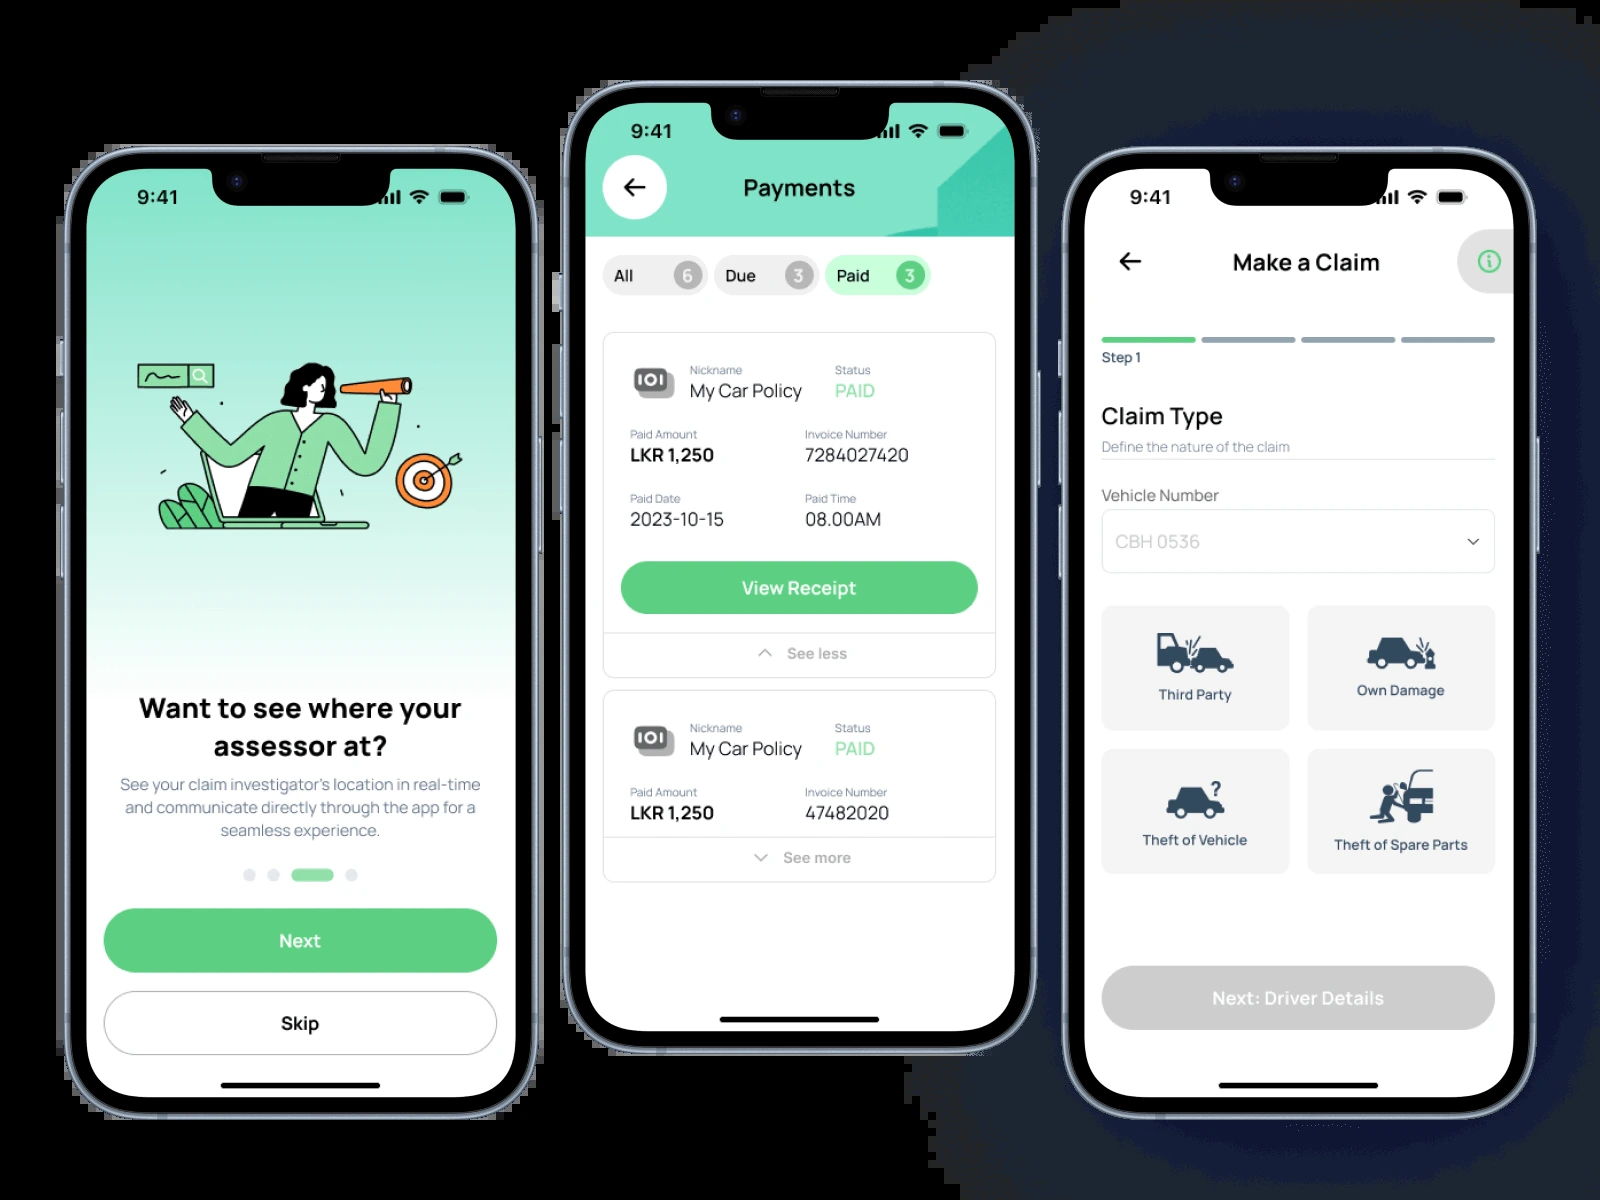 9:41
Want to see where your
assessor at?
See your claim investigator's location in real-time
and communicate directly through the app for a
seamless experience.
Next
Skip
9:41
Payments
All 6 Due 3 Paid 3
Nickname Status
My Car Policy PAID
Paid Amount Invoice Number
LKR 1,250 7284027420
Paid Date Paid Time
2023-10-15 08.00AM
View Receipt
See less
Nickname Status
My Car Policy PAID
Paid Amount Invoice Number
LKR 1,250 47482020
See more
9:41
Make a Claim
Step 1
Claim Type
Define the nature of the claim
Vehicle Number
CBH 0536
Third Party Own Damage
Theft of Vehicle Theft of Spare Parts
Next: Driver Details